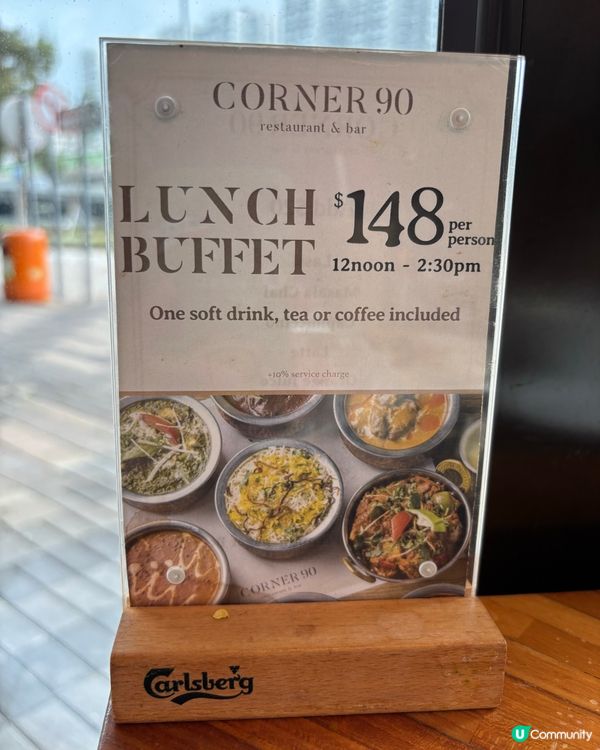 CORNER 90
restaurant & bar
LUNCH
BUFFET
$148 per
person
12noon - 2:30pm
One soft drink, tea or coffee included
+10% service charge
CORNER 90
Carlsberg
U Community